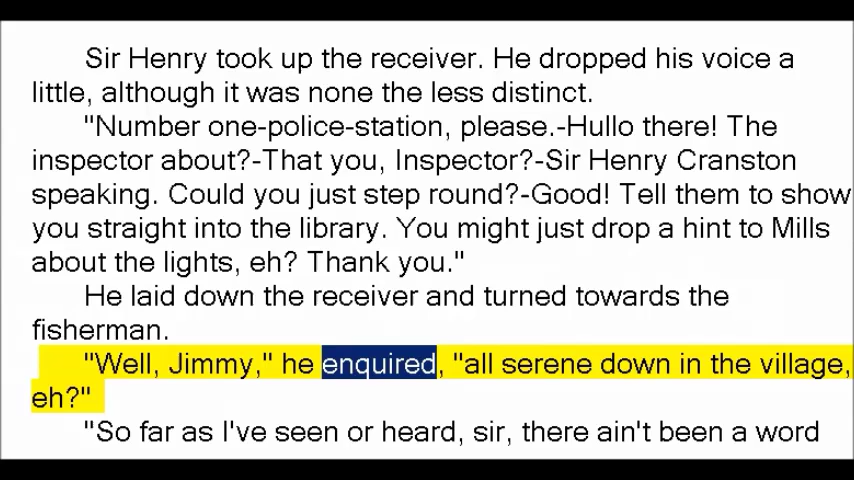 Sir Henry took up the receiver. He dropped his voice a
little, although it was none the less distinct.
"Number one-police-station, please.-Hullo there! The
inspector about?-That you, Inspector?-Sir Henry Cranston
speaking. Could you just step round?-Good! Tell them to show
you straight into the library. You might just drop a hint to Mills
about the lights, eh? Thank you."
He laid down the receiver and turned towards the
fisherman.
"Well, Jimmy," he enquired, "all serene down in the village,
eh?"
"So far as I've seen or heard, sir, there ain't been a word